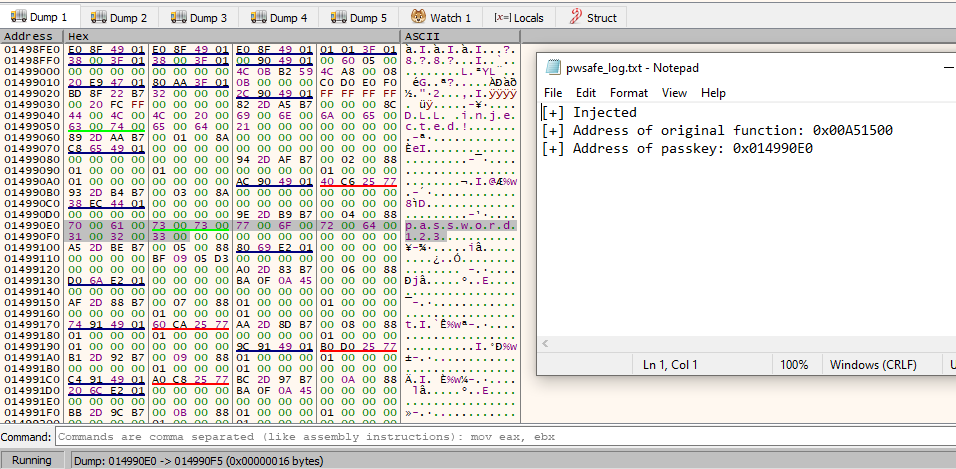 Dump 1 Dump 2 Dump 3 Dump 4 Dump 5 Watch 1 [x=] Locals Struct
Address Hex ASCII
01498FE0 E0 8F 49 01 E0 8F 49 01 E0 8F 49 01 01 01 3F 01
01498FF0 38 00 3F 01 38 00 3F 01 00 90 49 01 00 60 05 00
01499000 00 00 00 00 00 00 00 00 4C 0B B2 59 4C A8 00 08
01499010 20 E9 47 01 80 AA 3F 01 0B 00 00 00 C0 D0 E0 F0
01499020 BD 8F 22 B7 32 00 00 00 2C 90 49 01 FF FF FF FF
01499030 00 20 FC FF 00 00 00 00 82 2D A5 B7 00 00 00 8C
01499040 44 00 4C 00 4C 00 20 00 69 00 6E 00 6A 00 65 00 D.L.L. .i.n.j.e.
01499050 63 00 74 00 65 00 64 00 21 00 00 00 00 00 00 00 c.t.e.d.!.......
01499060 89 2D AA B7 00 01 00 8A 00 00 00 00 00 00 00 00
01499070 C8 65 49 01 00 00 00 00 00 00 00 00 00 00 00 00
01499080 00 00 00 00 00 00 00 00 94 2D AF B7 00 02 00 88
01499090 01 00 00 00 00 00 00 00 01 00 00 00 01 00 00 00
014990A0 01 00 00 00 00 00 00 00 AC 90 49 01 40 C6 25 77
014990B0 93 2D B4 B7 00 03 00 8A 00 00 00 00 00 00 00 00
014990C0 38 EC 44 01 00 00 00 00 00 00 00 00 00 00 00 00
014990D0 00 00 00 00 00 00 00 00 9E 2D B9 B7 00 04 00 88
014990E0 70 00 61 00 73 00 73 00 77 00 6F 00 72 00 64 00 p.a.s.s.w.o.r.d.
014990F0 31 00 32 00 33 00 00 00 00 00 00 00 00 00 00 00 1.2.3...........
01499100 A5 2D BE B7 00 05 00 88 80 69 E2 01 00 00 00 00
01499110 00 00 00 00 BF 09 05 D3 00 00 00 00 00 00 00 00
01499120 00 00 00 00 00 00 00 00 A0 2D 83 B7 00 06 00 88
01499130 D0 6A E2 01 00 00 00 00 BA 0F 0A 45 00 00 00 00
01499140 00 00 00 00 00 00 00 00 00 00 00 00 00 00 00 00
01499150 AF 2D 88 B7 00 07 00 88 01 00 00 00 00 00 00 00
01499160 01 00 00 00 01 00 00 00 01 00 00 00 00 00 00 00
01499170 74 91 49 01 60 CA 25 77 AA 2D 8D B7 00 08 00 88
01499180 01 00 00 00 00 00 00 00 01 00 00 00 01 00 00 00
01499190 01 00 00 00 00 00 00 00 9C 91 49 01 B0 D0 25 77
014991A0 B1 2D 92 B7 00 09 00 88 01 00 00 00 00 00 00 00
014991B0 01 00 00 00 01 00 00 00 01 00 00 00 00 00 00 00
014991C0 C4 91 49 01 A0 C8 25 77 BC 2D 97 B7 00 0A 00 88
014991D0 20 6C E2 01 00 00 00 00 BA 0F 0A 45 00 00 00 00
014991E0 00 00 00 00 00 00 00 00 00 00 00 00 00 00 00 00
014991F0 BB 2D 9C B7 00 0B 00 88 01 00 00 00 00 00 00 00
pwsafe_log.txt - Notepad
File Edit Format View Help
[+] Injected
[+] Address of original function: 0x00A51500
[+] Address of passkey: 0x014990E0
Ln 1, Col 1 100% Windows (CRLF)
Command: Commands are comma separated (like assembly instructions): mov eax, ebx
Running Dump: 014990E0 -> 014990F5 (0x00000016 bytes)